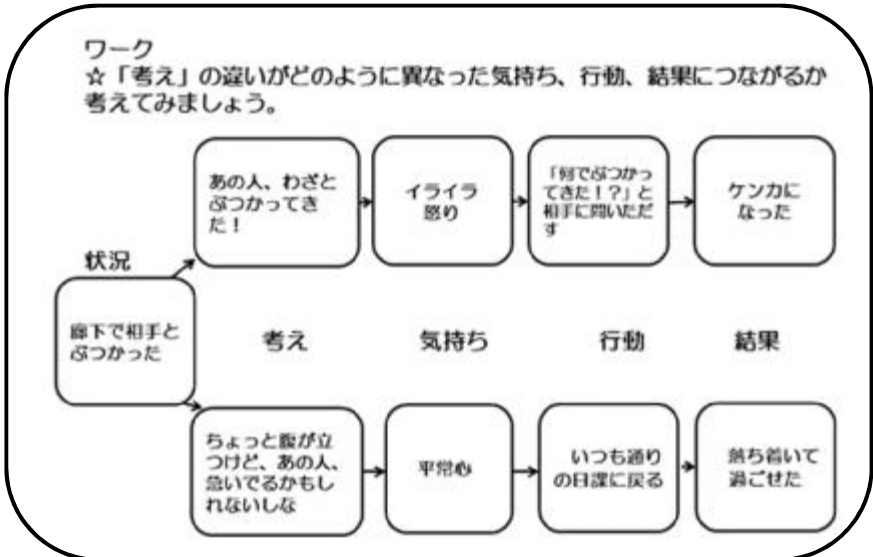 ワーク
☆「考え」の違いがどのように異なった気持ち、行動、結果につながるか
考えてみましょう。
あの人、わざと
ぶつかってき
た！
イライラ
怒り
「何でぶつかっ
てきた！？」と
相手に問いただ
す
ケンカに
なった
状況
廊下で相手と
ぶつかった
考え
気持ち
行動
結果
ちょっと腹が立
つけど、あの人、
急いでるかもし
れないしな
平常心
いつも通り
の日課に戻る
落ち着いて
過ごせた